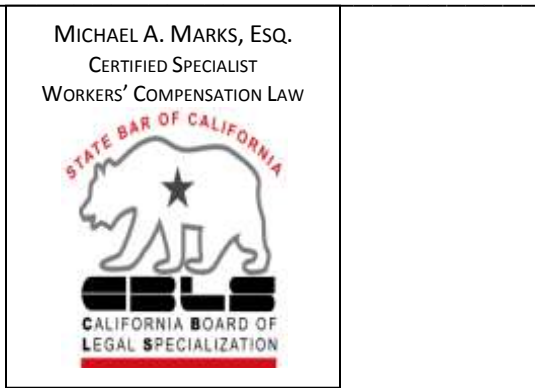 MICHAEL A. MARKS, ESQ.
CERTIFIED SPECIALIST
WORKERS' COMPENSATION LAW
STATE BAR OF CALIFORNIA
CBLS
CALIFORNIA BOARD OF
LEGAL SPECIALIZATION